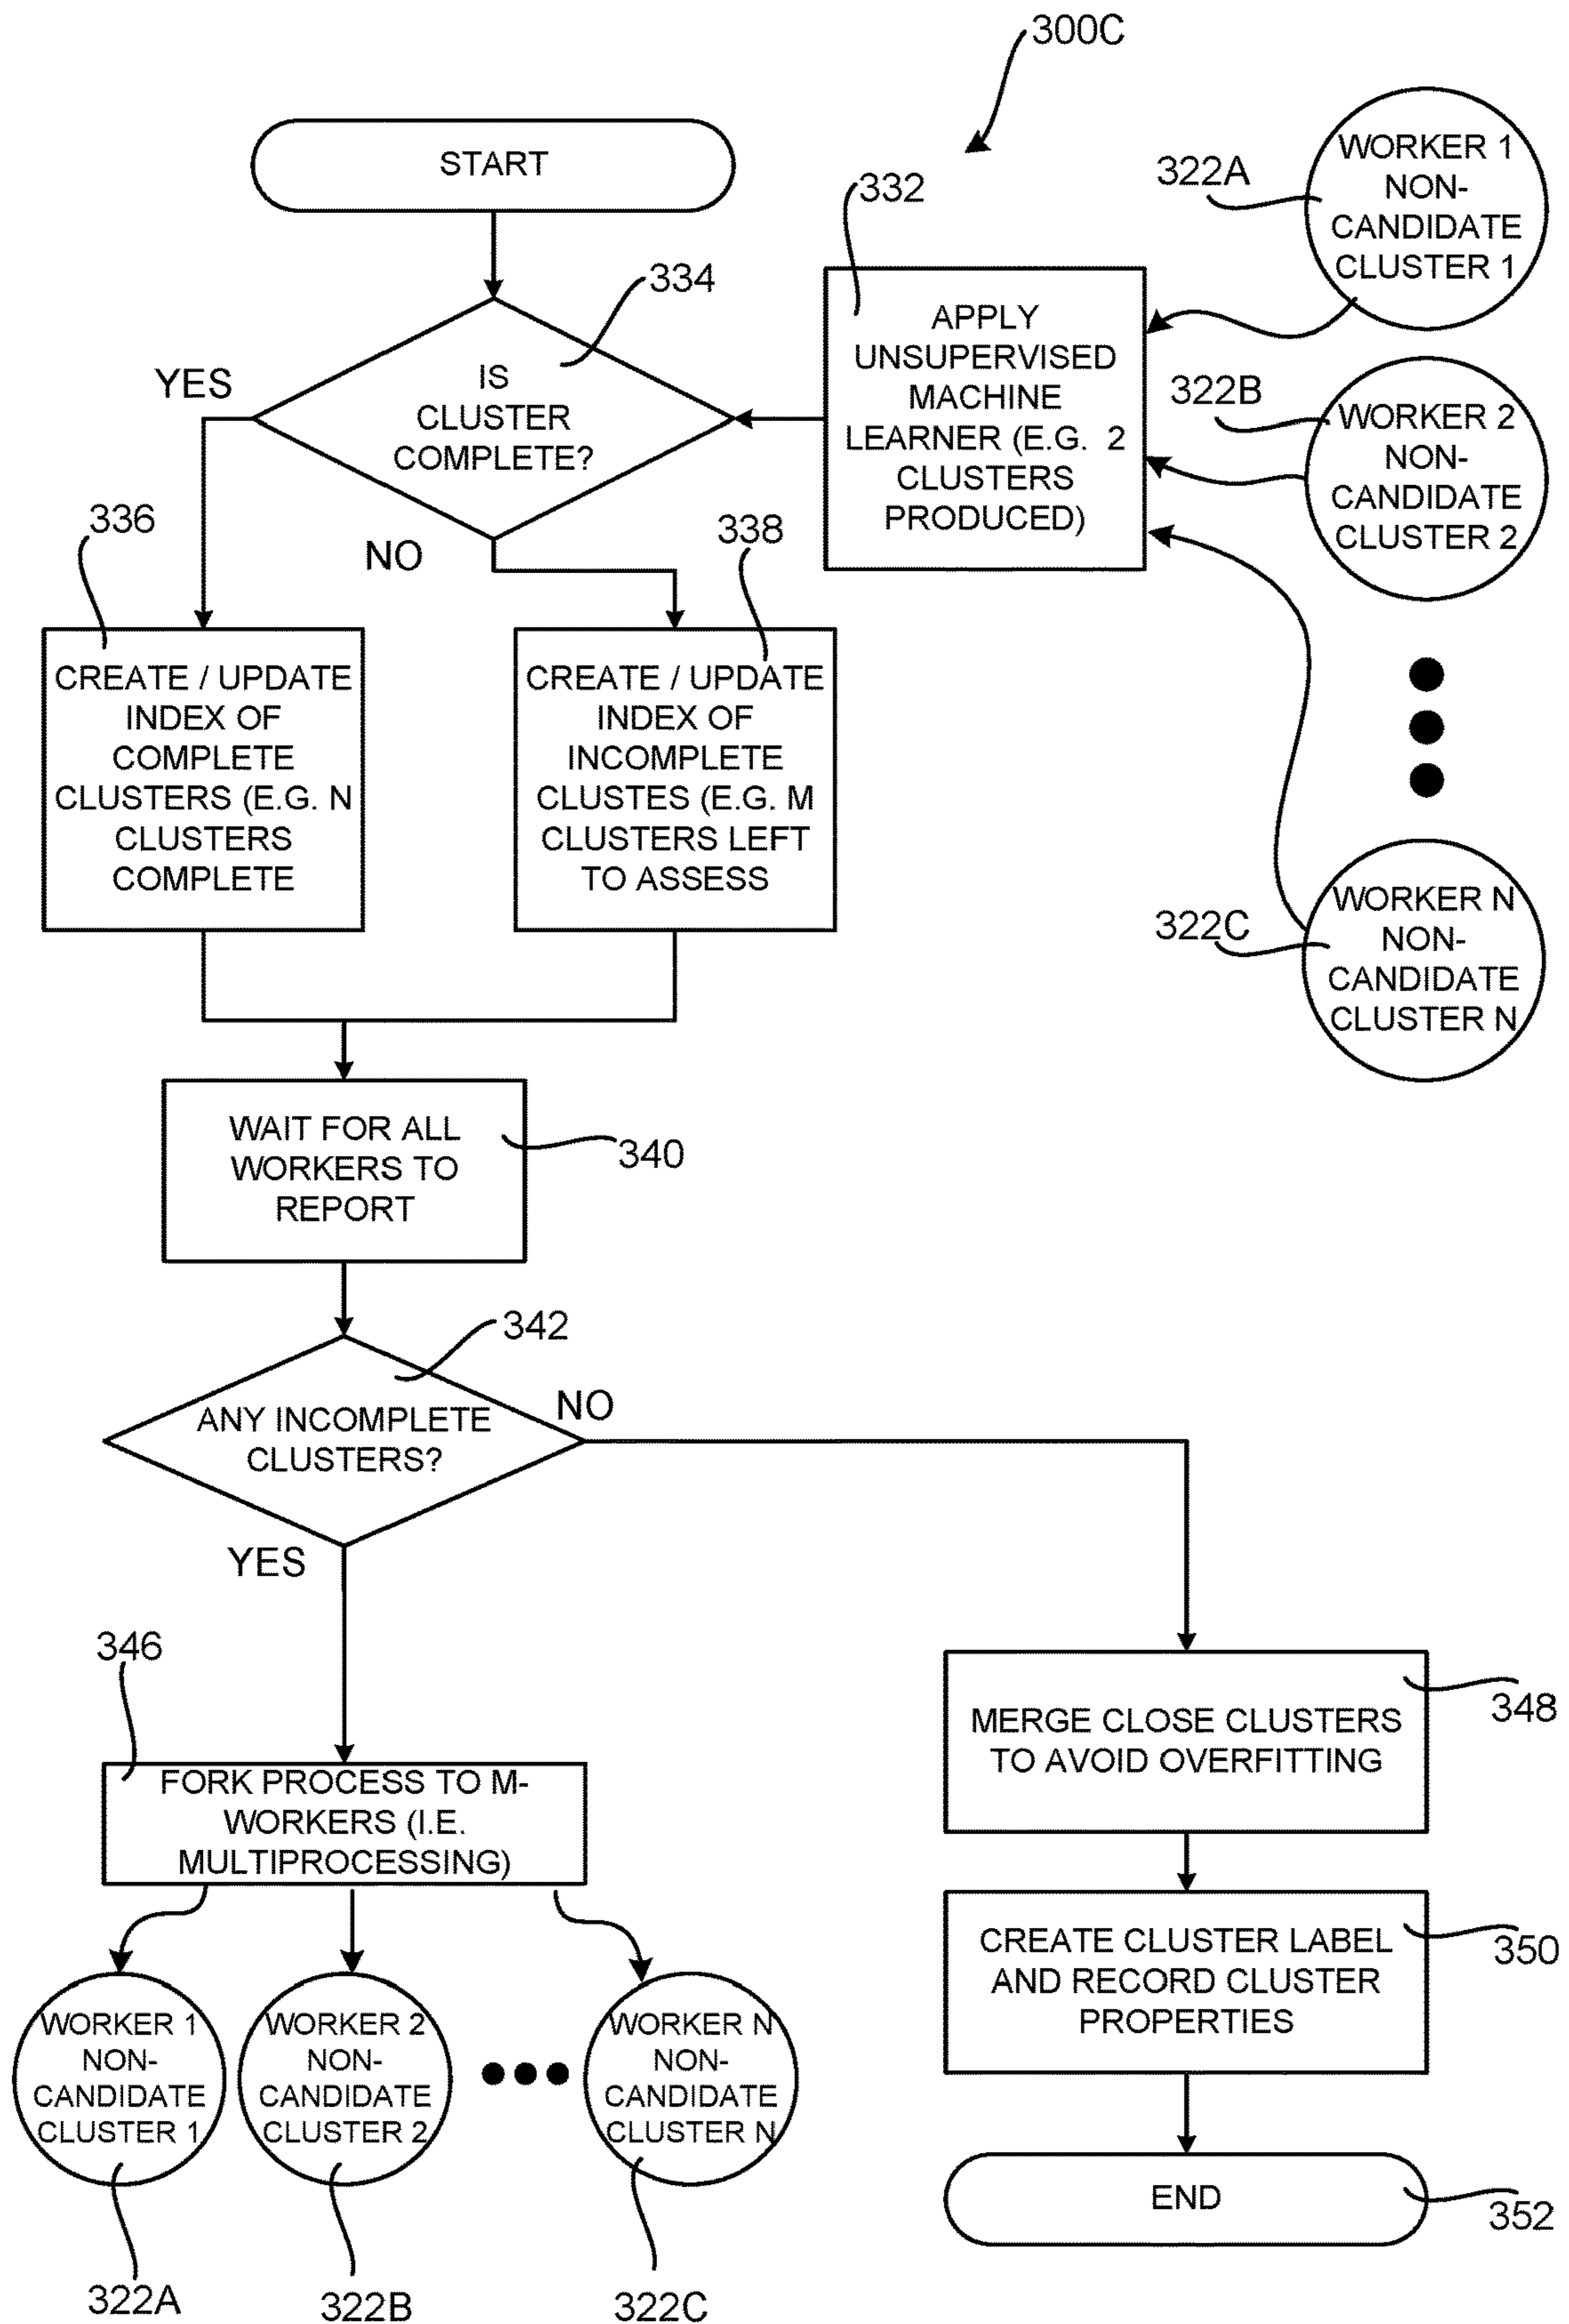 300C
START
332
322A
WORKER 1
NON-
CANDIDATE
CLUSTER 1
334
APPLY
UNSUPERVISED
MACHINE
LEARNER (E.G. 2
CLUSTERS
PRODUCED)
YES
IS
CLUSTER
COMPLETE?
NO
322B
WORKER 2
NON-
CANDIDATE
CLUSTER 2
336
338
CREATE / UPDATE
INDEX OF
COMPLETE
CLUSTERS (E.G. N
CLUSTERS
COMPLETE
CREATE / UPDATE
INDEX OF
INCOMPLETE
CLUSTES (E.G. M
CLUSTERS LEFT
TO ASSESS
322C
WORKER N
NON-
CANDIDATE
CLUSTER N
WAIT FOR ALL
WORKERS TO
REPORT
340
342
ANY INCOMPLETE
CLUSTERS?
NO
YES
346
FORK PROCESS TO M-
WORKERS (I.E.
MULTIPROCESSING)
MERGE CLOSE CLUSTERS
TO AVOID OVERFITTING
348
CREATE CLUSTER LABEL
AND RECORD CLUSTER
PROPERTIES
350
WORKER 1
NON-
CANDIDATE
CLUSTER 1
WORKER 2
NON-
CANDIDATE
CLUSTER 2
WORKER N
NON-
CANDIDATE
CLUSTER N
END
352
322A
322B
322C